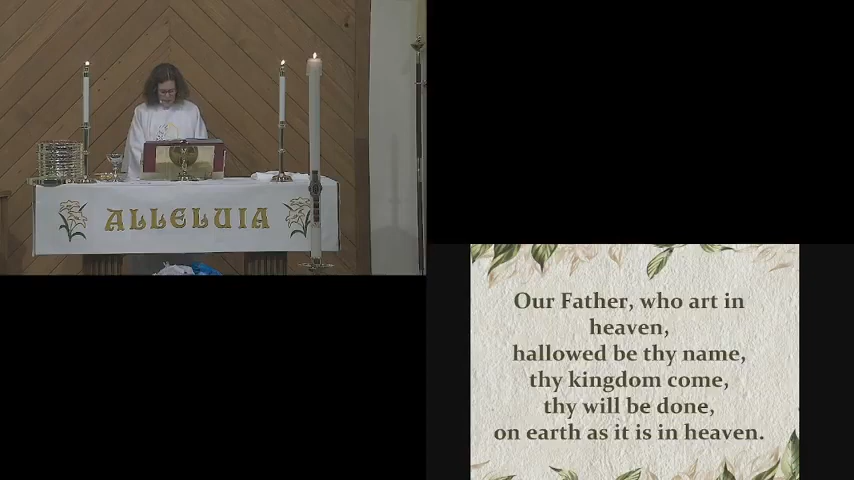 ALLELUIA
Our Father, who art in
heaven,
hallowed be thy name,
thy kingdom come,
thy will be done,
on earth as it is in heaven.